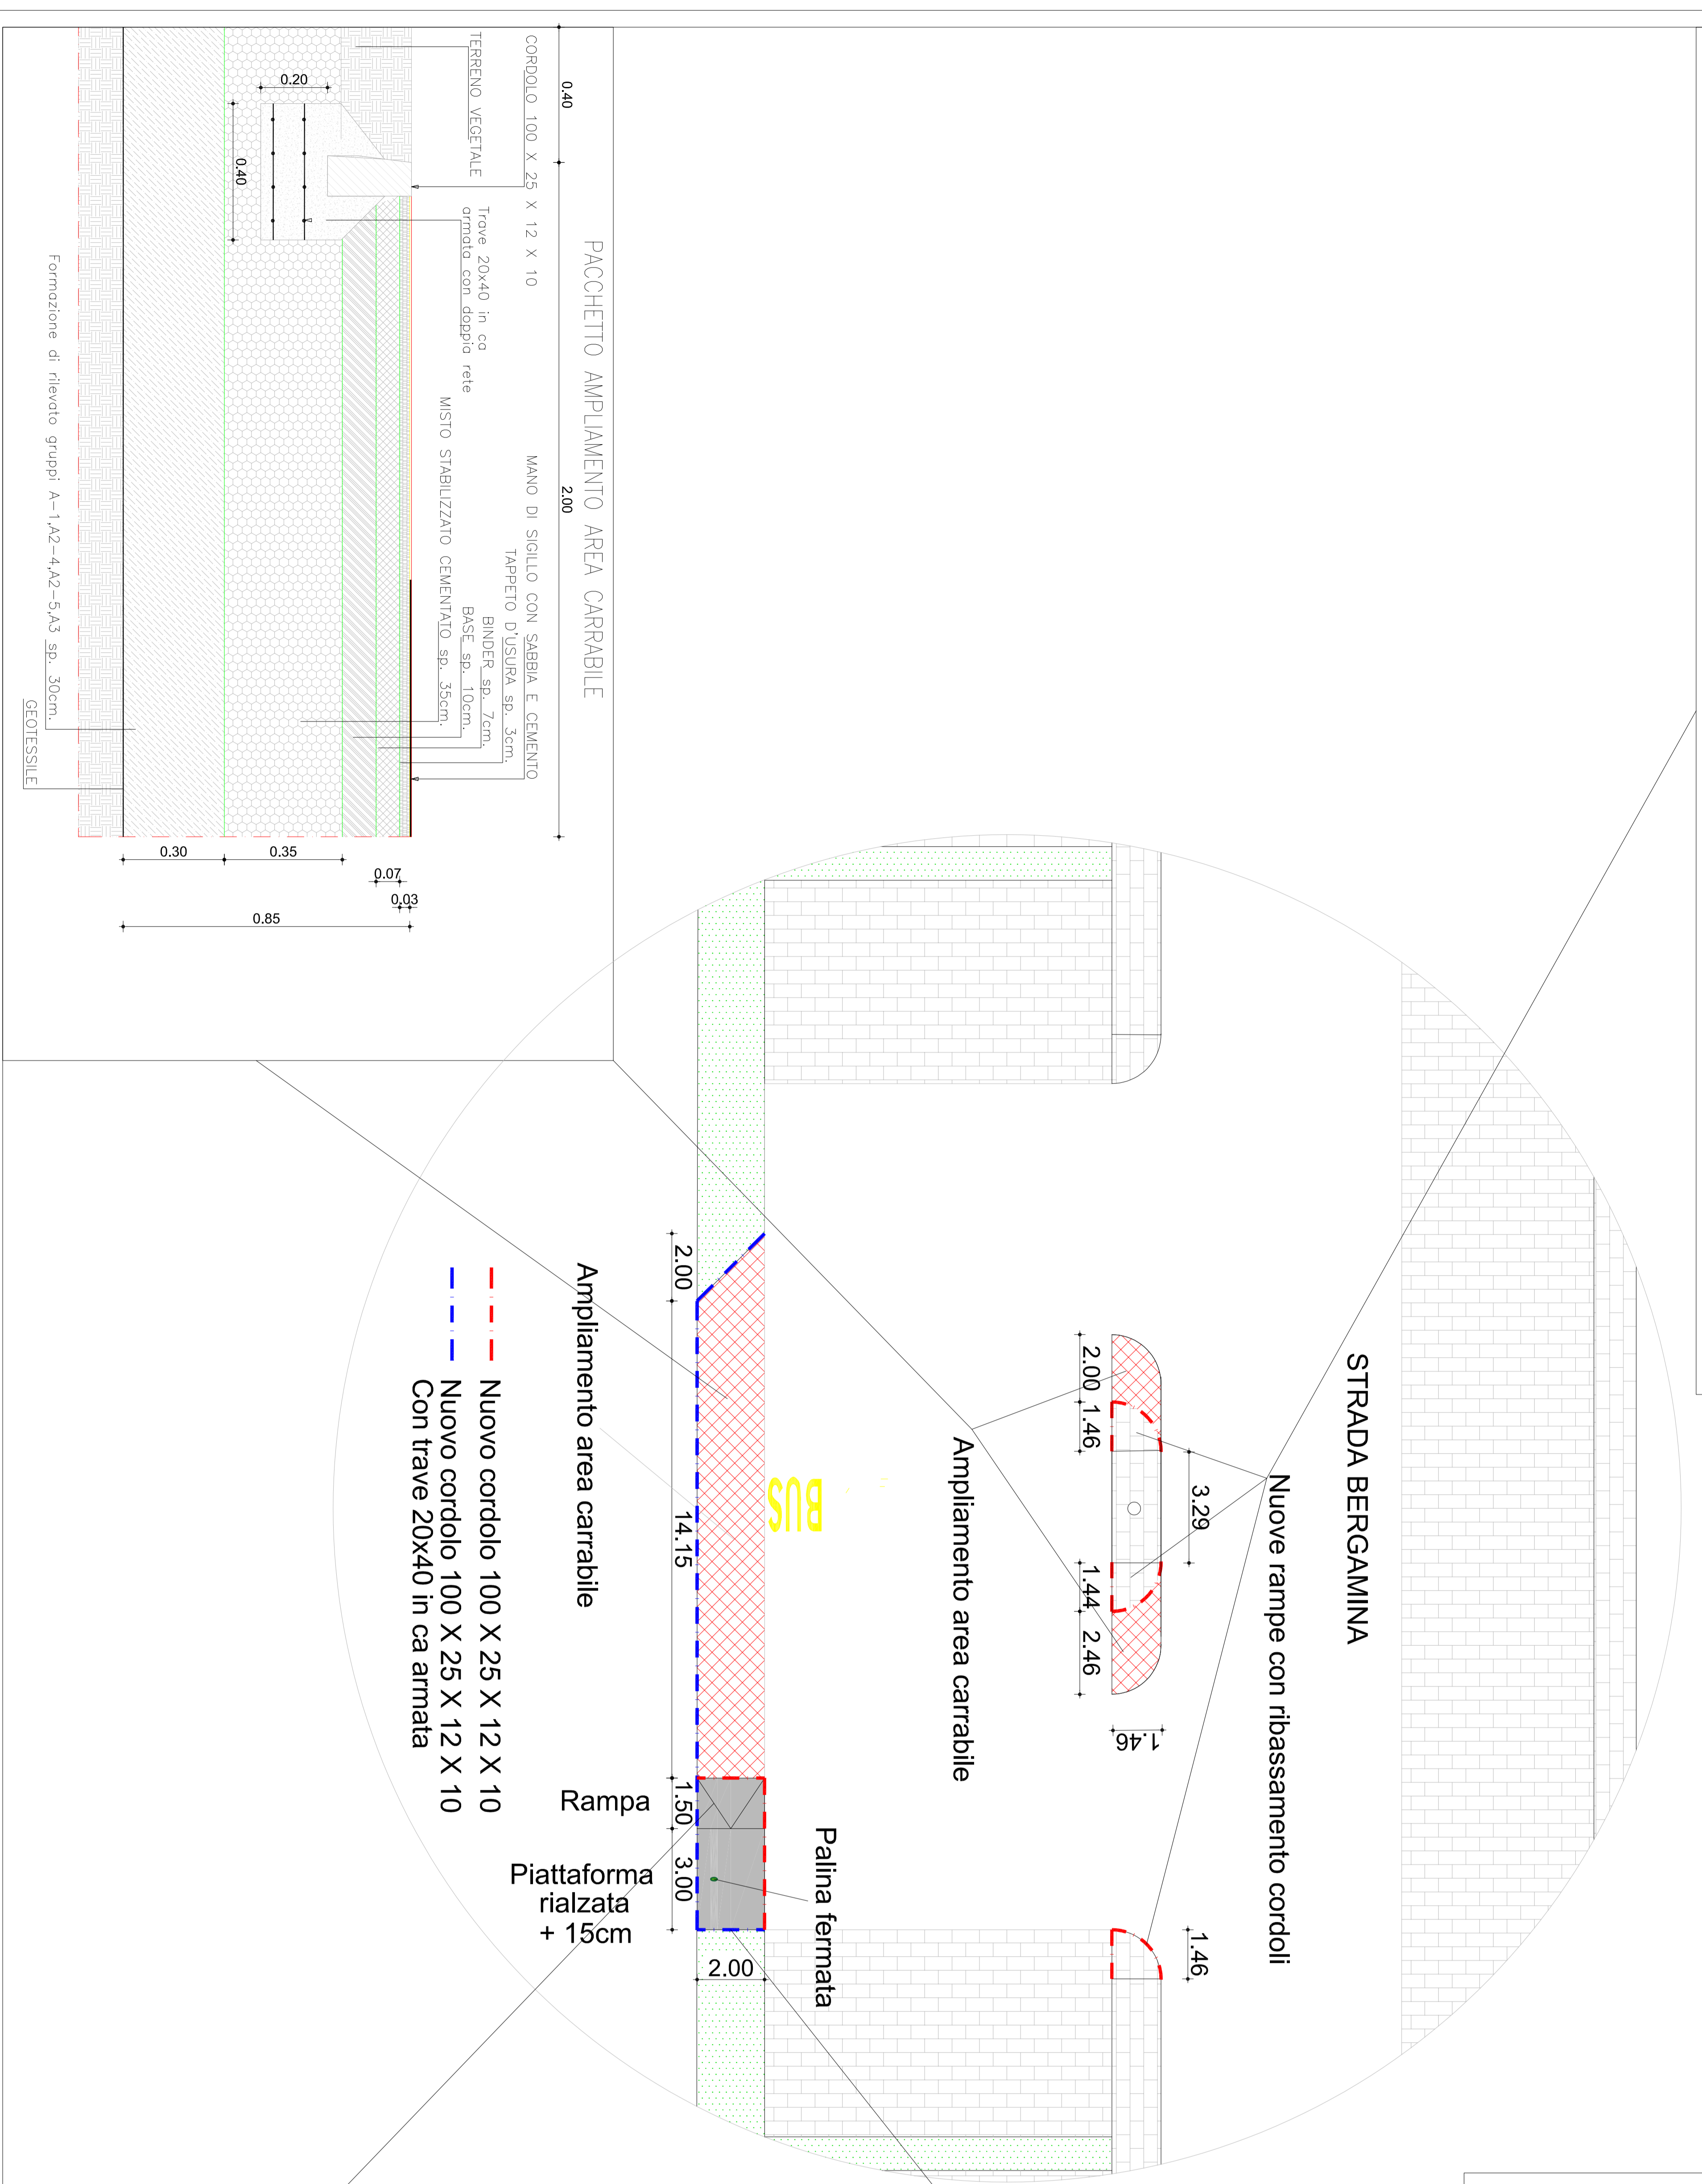 PACCHETTO AMPLIAMENTO AREA CARRABILE
0.40
2.00
CORDOLO 100 X 25 X 12 X 10
MANO DI SIGILLO CON SABBIA E CEMENTO
TAPPETO D'USURA sp. 3cm.
BINDER sp. 7cm.
BASE sp. 10cm.
MISTO STABILIZZATO CEMENTATO sp. 35cm.
TERRENO VEGETALE
Trave 20x40 in ca
armata con doppia rete
0.20
0.40
0.03
0.07
0.35
0.30
0.85
Formazione di rilevato gruppi A-1,A2-4,A2-5,A3 sp. 30cm.
GEOTESSILE
STRADA BERGAMINA
Nuove rampe con ribassamento cordoli
3.29
1.46
2.00
1.46
1.44
2.46
1.46
Ampliamento area carrabile
BUS
Palina fermata
2.00
2.00
14.15
1.50
3.00
Rampa
Piattaforma
rialzata
+ 15cm
Ampliamento area carrabile
Nuovo cordolo 100 X 25 X 12 X 10
Nuovo cordolo 100 X 25 X 12 X 10
Con trave 20x40 in ca armata